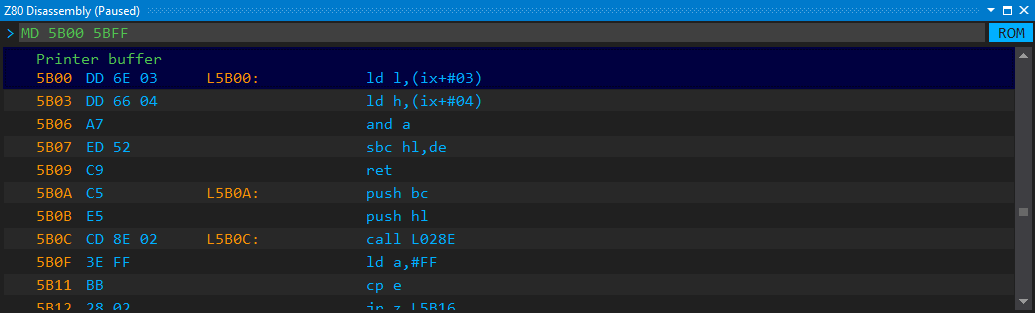 Z80 Disassembly (Paused)
> MD 5B00 5BFF ROM
Printer buffer
5B00 DD 6E 03 L5B00: ld l,(ix+#03)
5B03 DD 66 04 ld h,(ix+#04)
5B06 A7 and a
5B07 ED 52 sbc hl,de
5B09 C9 ret
5B0A C5 L5B0A: push bc
5B0B E5 push hl
5B0C CD 8E 02 L5B0C: call L028E
5B0F 3E FF ld a,#FF
5B11 BB cp e
5B12 28 02 jr z L5B16